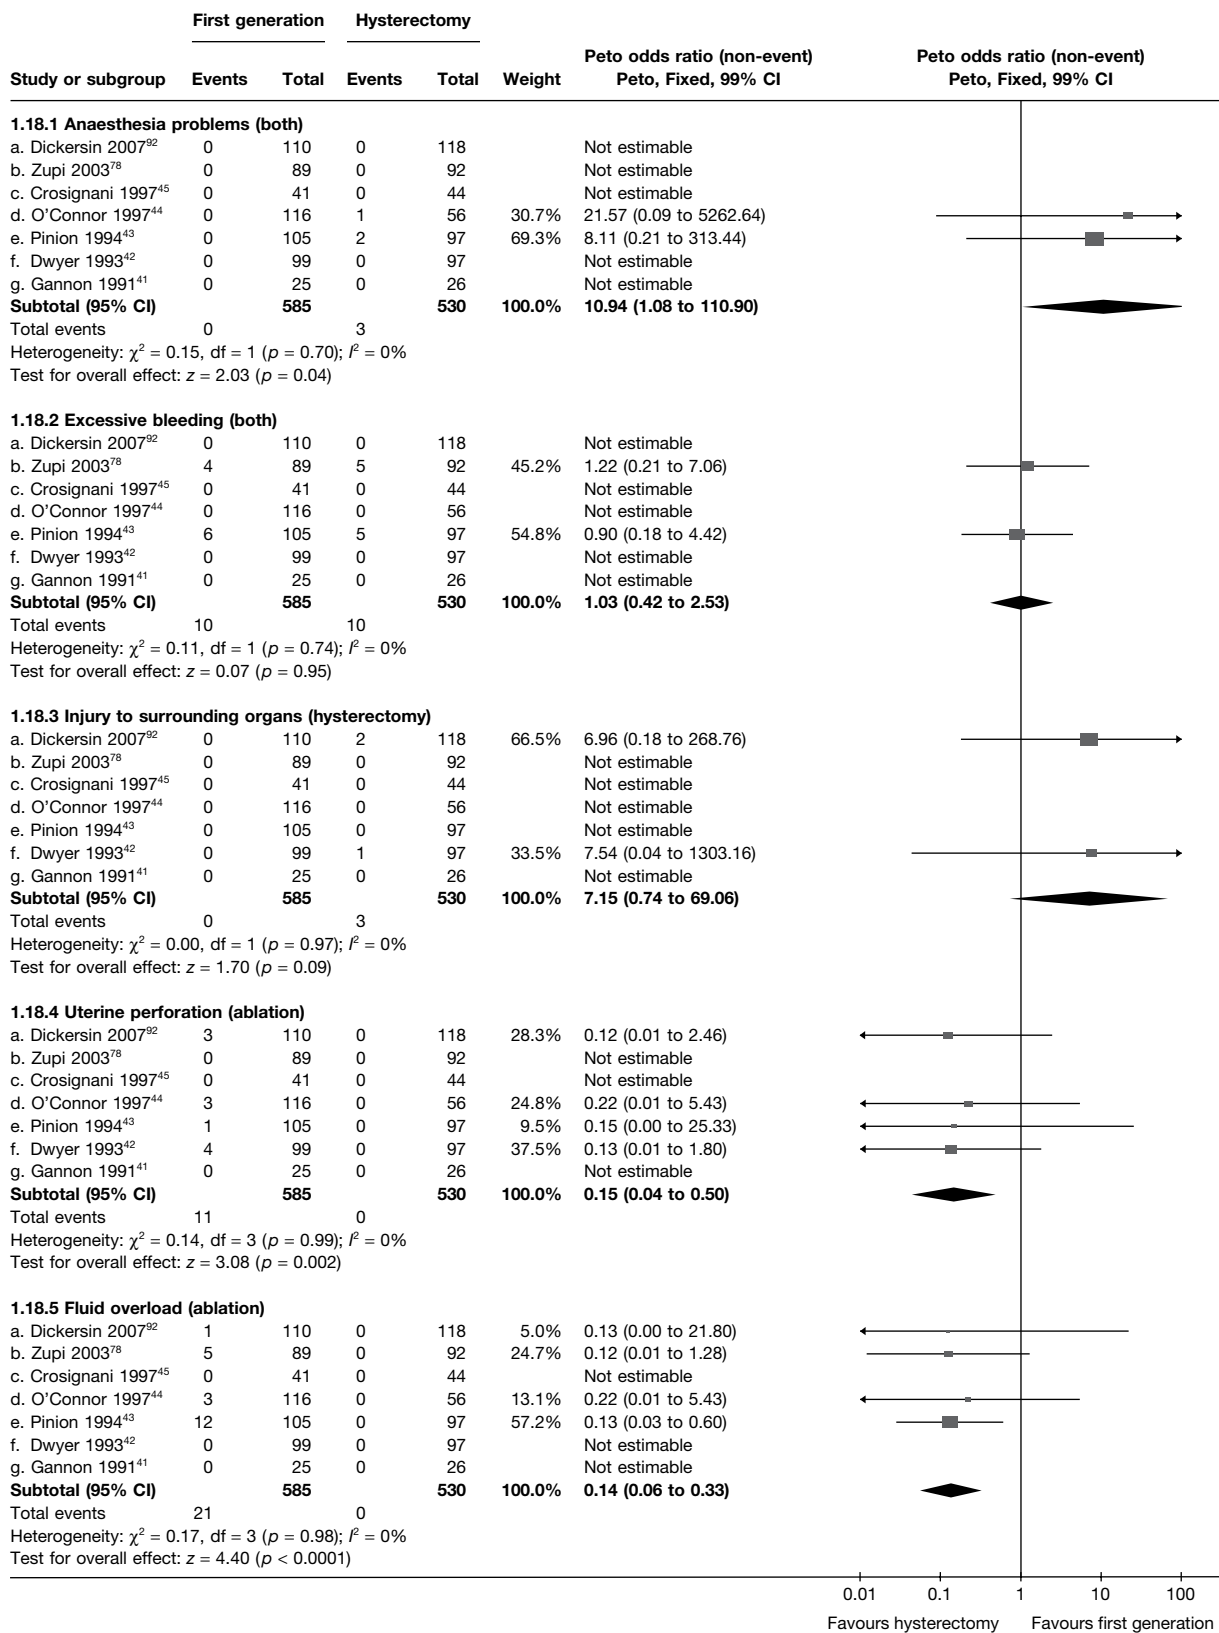 First generation Hysterectomy
Peto odds ratio (non-event) Peto odds ratio (non-event)
Study or subgroup Events Total Events Total Weight Peto, Fixed, 99% CI Peto, Fixed, 99% CI
1.18.1 Anaesthesia problems (both)
a. Dickersin 2007⁹² 0 110 0 118 Not estimable
b. Zupi 2003⁷⁸ 0 89 0 92 Not estimable
c. Crosignani 1997⁴⁵ 0 41 0 44 Not estimable
d. O'Connor 1997⁴⁴ 0 116 1 56 30.7% 21.57 (0.09 to 5262.64)
e. Pinion 1994⁴³ 0 105 2 97 69.3% 8.11 (0.21 to 313.44)
f. Dwyer 1993⁴² 0 99 0 97 Not estimable
g. Gannon 1991⁴¹ 0 25 0 26 Not estimable
Subtotal (95% CI) 585 530 100.0% 10.94 (1.08 to 110.90)
Total events 0 3
Heterogeneity: χ² = 0.15, df = 1 (p = 0.70); I² = 0%
Test for overall effect: z = 2.03 (p = 0.04)
1.18.2 Excessive bleeding (both)
a. Dickersin 2007⁹² 0 110 0 118 Not estimable
b. Zupi 2003⁷⁸ 4 89 5 92 45.2% 1.22 (0.21 to 7.06)
c. Crosignani 1997⁴⁵ 0 41 0 44 Not estimable
d. O'Connor 1997⁴⁴ 0 116 0 56 Not estimable
e. Pinion 1994⁴³ 6 105 5 97 54.8% 0.90 (0.18 to 4.42)
f. Dwyer 1993⁴² 0 99 0 97 Not estimable
g. Gannon 1991⁴¹ 0 25 0 26 Not estimable
Subtotal (95% CI) 585 530 100.0% 1.03 (0.42 to 2.53)
Total events 10 10
Heterogeneity: χ² = 0.11, df = 1 (p = 0.74); I² = 0%
Test for overall effect: z = 0.07 (p = 0.95)
1.18.3 Injury to surrounding organs (hysterectomy)
a. Dickersin 2007⁹² 0 110 2 118 66.5% 6.96 (0.18 to 268.76)
b. Zupi 2003⁷⁸ 0 89 0 92 Not estimable
c. Crosignani 1997⁴⁵ 0 41 0 44 Not estimable
d. O'Connor 1997⁴⁴ 0 116 0 56 Not estimable
e. Pinion 1994⁴³ 0 105 0 97 Not estimable
f. Dwyer 1993⁴² 0 99 1 97 33.5% 7.54 (0.04 to 1303.16)
g. Gannon 1991⁴¹ 0 25 0 26 Not estimable
Subtotal (95% CI) 585 530 100.0% 7.15 (0.74 to 69.06)
Total events 0 3
Heterogeneity: χ² = 0.00, df = 1 (p = 0.97); I² = 0%
Test for overall effect: z = 1.70 (p = 0.09)
1.18.4 Uterine perforation (ablation)
a. Dickersin 2007⁹² 3 110 0 118 28.3% 0.12 (0.01 to 2.46)
b. Zupi 2003⁷⁸ 0 89 0 92 Not estimable
c. Crosignani 1997⁴⁵ 0 41 0 44 Not estimable
d. O'Connor 1997⁴⁴ 3 116 0 56 24.8% 0.22 (0.01 to 5.43)
e. Pinion 1994⁴³ 1 105 0 97 9.5% 0.15 (0.00 to 25.33)
f. Dwyer 1993⁴² 4 99 0 97 37.5% 0.13 (0.01 to 1.80)
g. Gannon 1991⁴¹ 0 25 0 26 Not estimable
Subtotal (95% CI) 585 530 100.0% 0.15 (0.04 to 0.50)
Total events 11 0
Heterogeneity: χ² = 0.14, df = 3 (p = 0.99); I² = 0%
Test for overall effect: z = 3.08 (p = 0.002)
1.18.5 Fluid overload (ablation)
a. Dickersin 2007⁹² 1 110 0 118 5.0% 0.13 (0.00 to 21.80)
b. Zupi 2003⁷⁸ 5 89 0 92 24.7% 0.12 (0.01 to 1.28)
c. Crosignani 1997⁴⁵ 0 41 0 44 Not estimable
d. O'Connor 1997⁴⁴ 3 116 0 56 13.1% 0.22 (0.01 to 5.43)
e. Pinion 1994⁴³ 12 105 0 97 57.2% 0.13 (0.03 to 0.60)
f. Dwyer 1993⁴² 0 99 0 97 Not estimable
g. Gannon 1991⁴¹ 0 25 0 26 Not estimable
Subtotal (95% CI) 585 530 100.0% 0.14 (0.06 to 0.33)
Total events 21 0
Heterogeneity: χ² = 0.17, df = 3 (p = 0.98); I² = 0%
Test for overall effect: z = 4.40 (p < 0.0001)
0.01 0.1 1 10 100
Favours hysterectomy Favours first generation